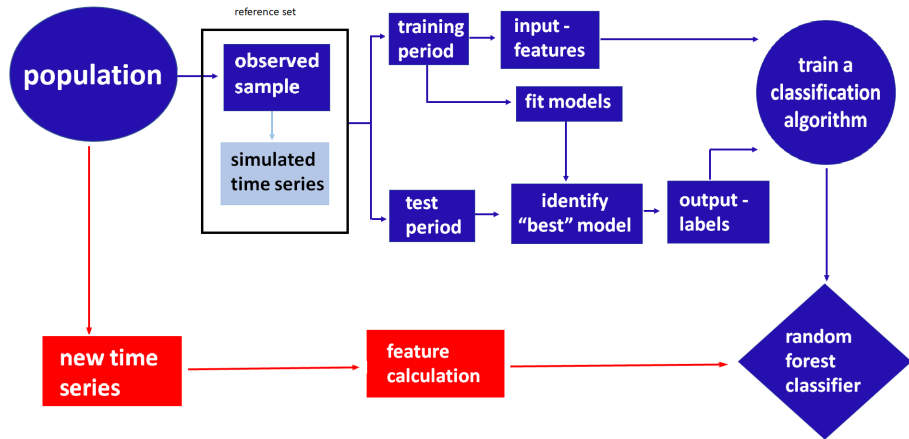 reference set
population
observed
sample
simulated
time series
training
period
input -
features
fit models
test
period
identify
“best” model
output -
labels
train a
classification
algorithm
new time
series
feature
calculation
random
forest
classifier